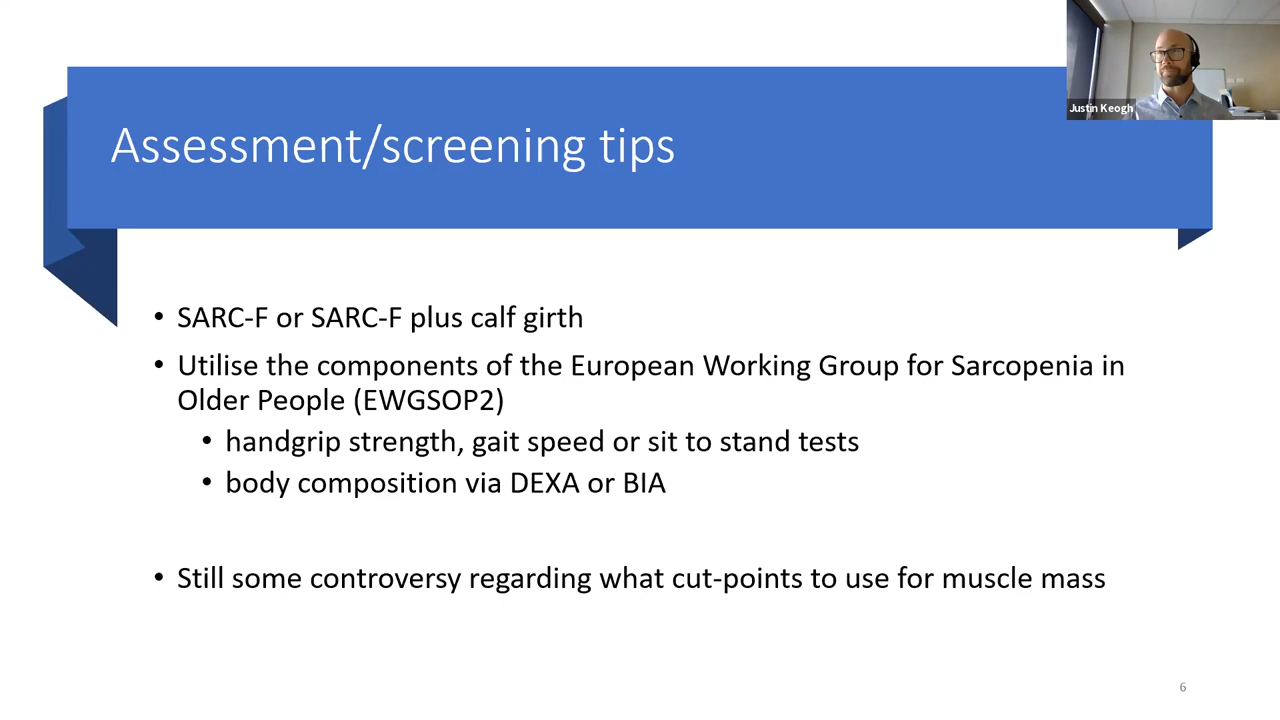 Justin Keogh
Assessment/screening tips
• SARC-F or SARC-F plus calf girth
• Utilise the components of the European Working Group for Sarcopenia in
Older People (EWGSOP2)
• handgrip strength, gait speed or sit to stand tests
• body composition via DEXA or BIA
• Still some controversy regarding what cut-points to use for muscle mass
6